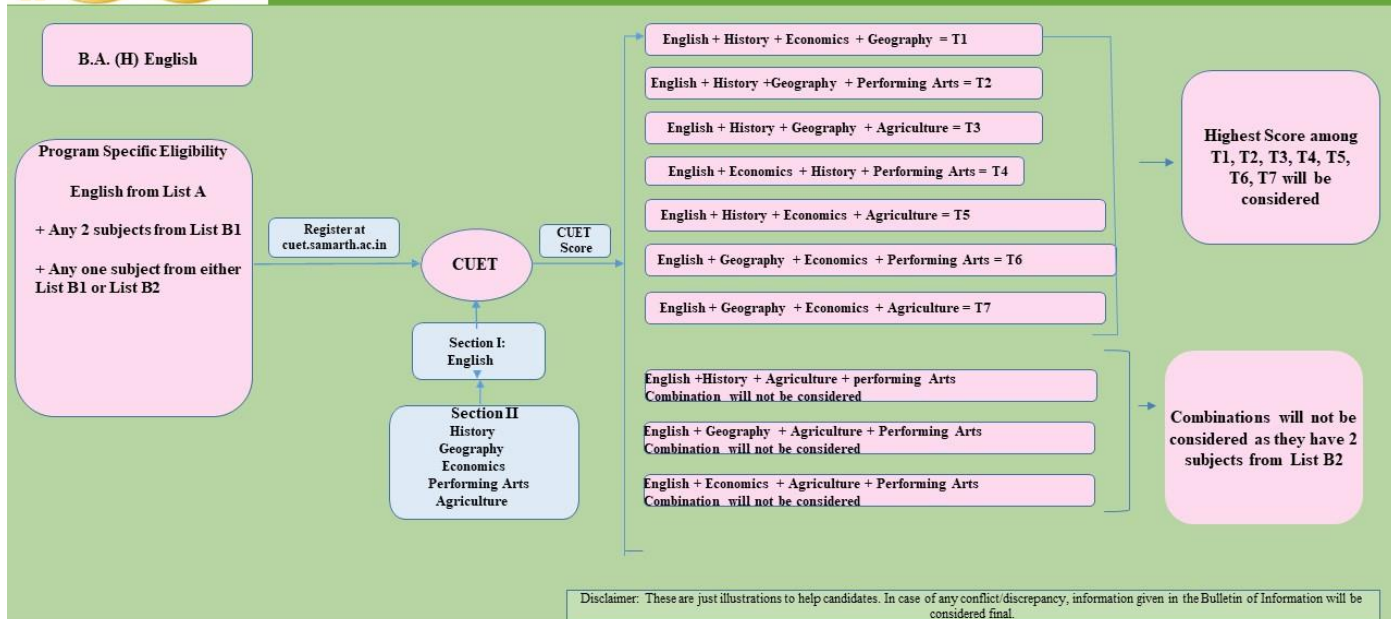 B.A. (H) English
Program Specific Eligibility
English from List A
+ Any 2 subjects from List B1
+ Any one subject from either
List B1 or List B2
Register at
cuet.samarth.ac.in
CUET
CUET
Score
Section I:
English
Section II
History
Geography
Economics
Performing Arts
Agriculture
English + History + Economics + Geography = T1
English + History +Geography + Performing Arts = T2
English + History + Geography + Agriculture = T3
English + Economics + History + Performing Arts = T4
English + History + Economics + Agriculture = T5
English + Geography + Economics + Performing Arts = T6
English + Geography + Economics + Agriculture = T7
Highest Score among
T1, T2, T3, T4, T5,
T6, T7 will be
considered
English +History + Agriculture + performing Arts
Combination will not be considered
English + Geography + Agriculture + Performing Arts
Combination will not be considered
English + Economics + Agriculture + Performing Arts
Combination will not be considered
Combinations will not be
considered as they have 2
subjects from List B2
Disclaimer: These are just illustrations to help candidates. In case of any conflict/discrepancy, information given in the Bulletin of Information will be
considered final.